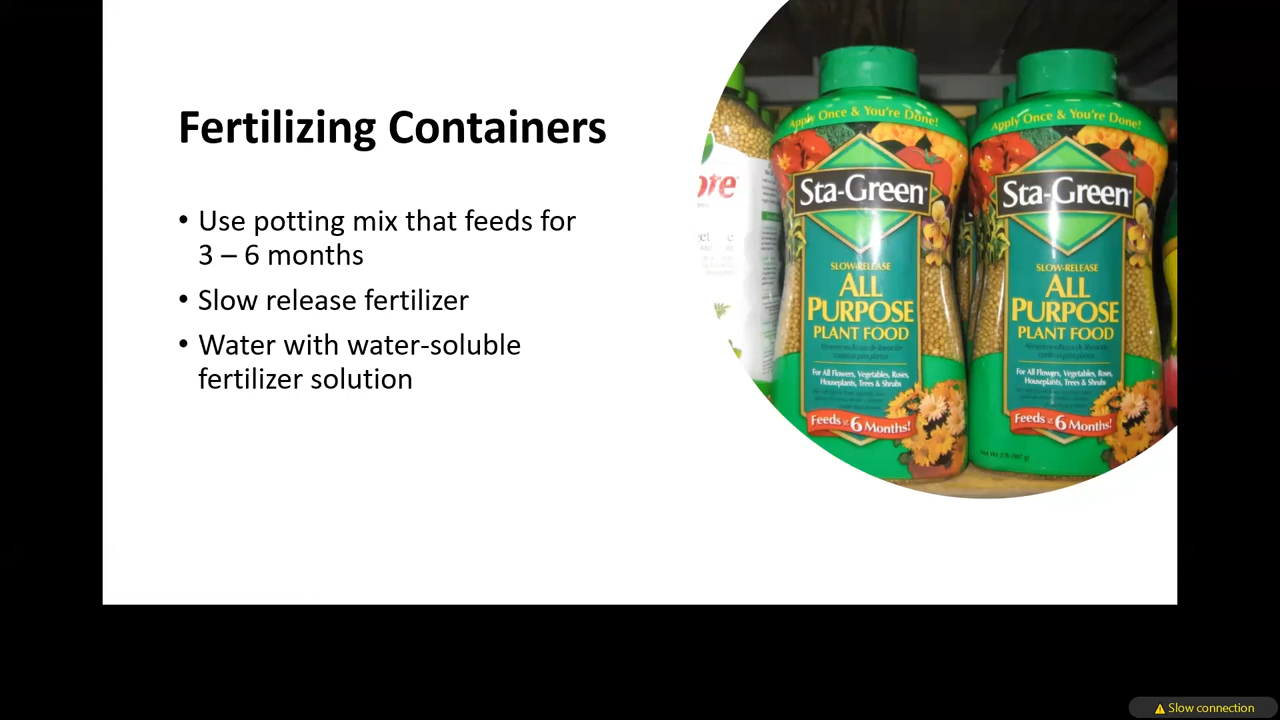 Fertilizing Containers
• Use potting mix that feeds for
3 – 6 months
• Slow release fertilizer
• Water with water-soluble
fertilizer solution
Apply Once & You're Done!
Sta-Green
SLOW-RELEASE
ALL
PURPOSE
PLANT FOOD
For All Flowers, Vegetables, Roses,
Houseplants, Trees & Shrubs
Feeds 6 Months!
Apply Once & You're Done!
Sta-Green
SLOW-RELEASE
ALL
PURPOSE
PLANT FOOD
For All Flowers, Vegetables, Roses,
Houseplants, Trees & Shrubs
Feeds 6 Months!
Slow connection